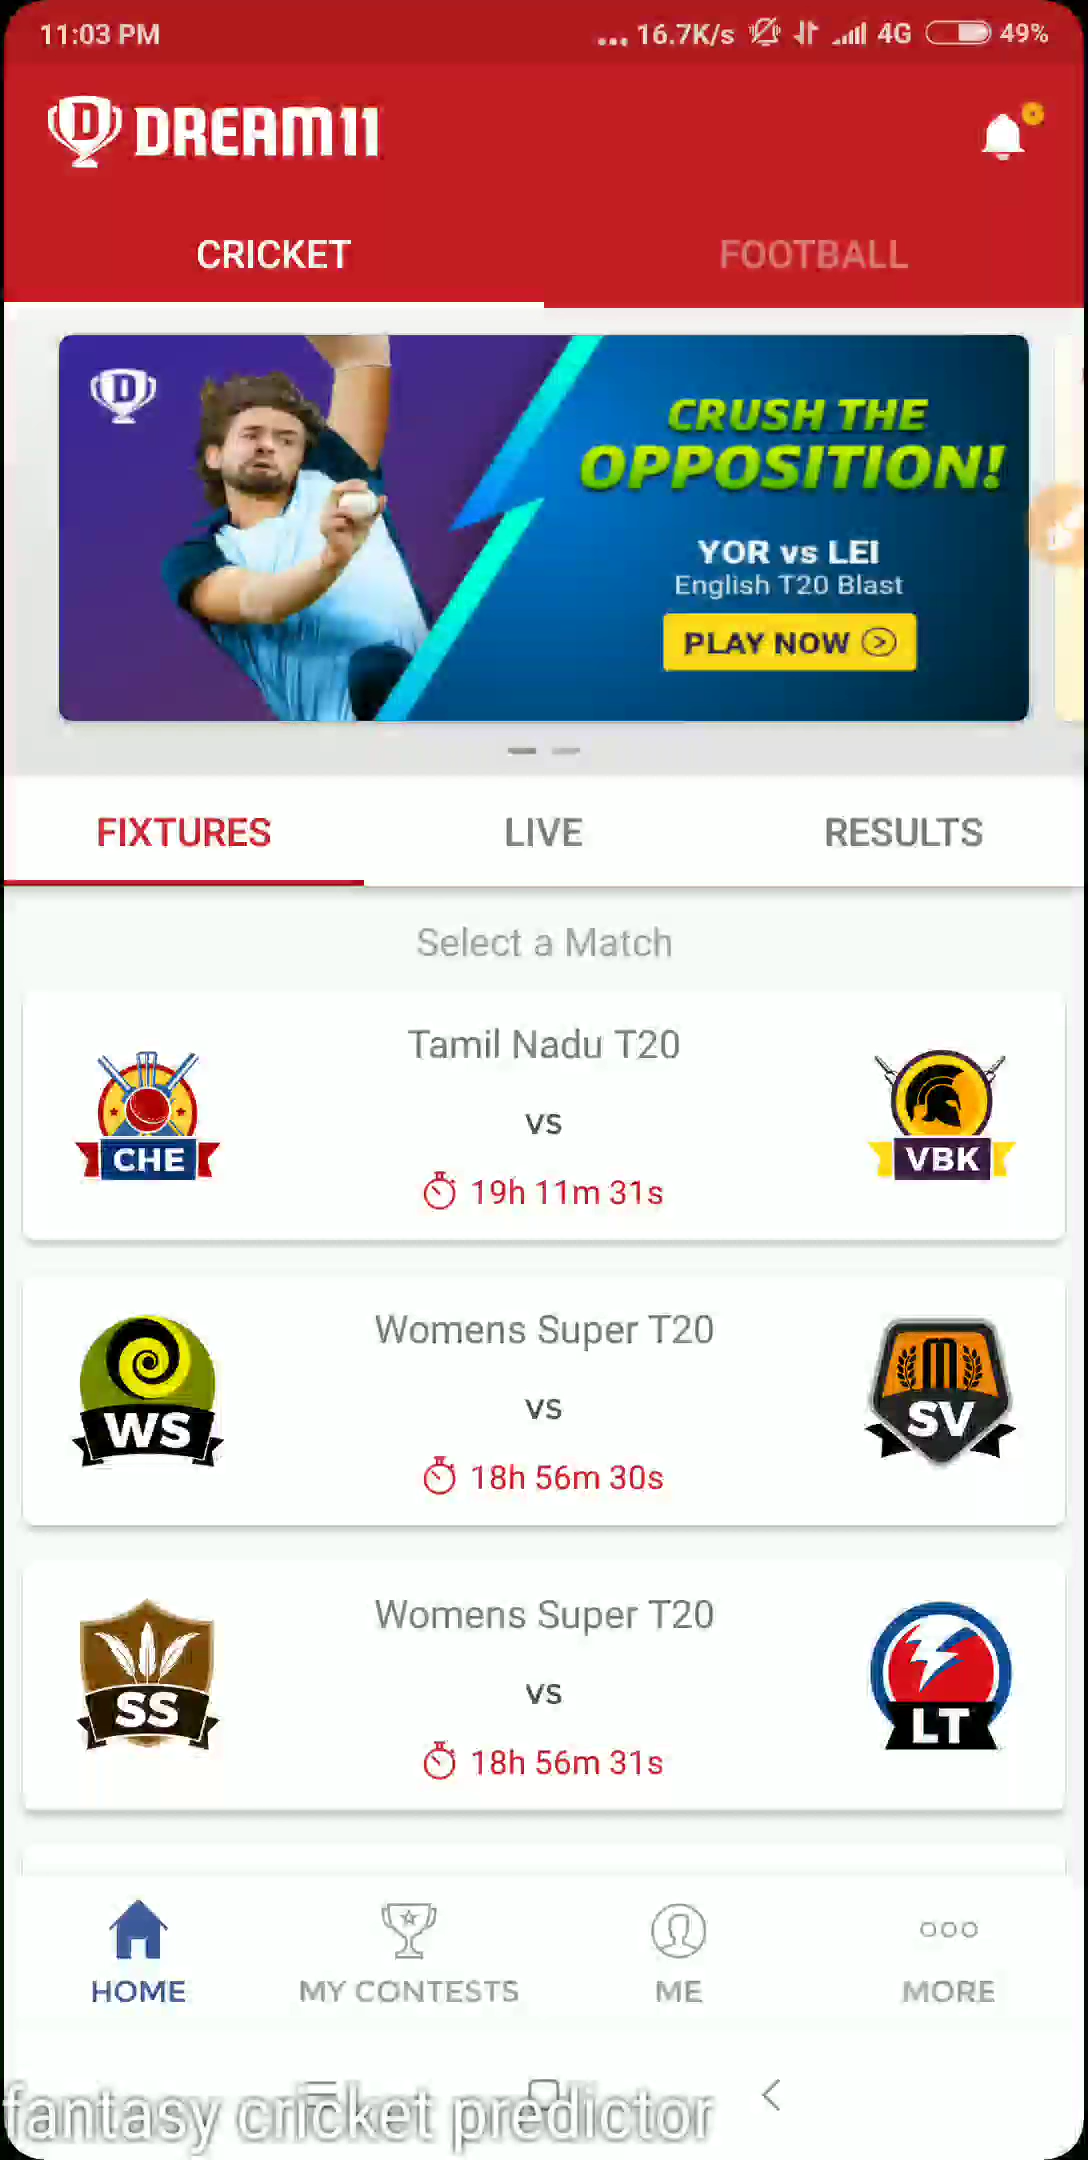 11:03 PM ... 16.7K/s 4G 49%
D DREAM11
CRICKET FOOTBALL
D
CRUSH THE
OPPOSITION!
YOR vs LEI
English T20 Blast
PLAY NOW
FIXTURES LIVE RESULTS
Select a Match
Tamil Nadu T20
vs
CHE VBK
19h 11m 31s
Womens Super T20
vs
WS SV
18h 56m 30s
Womens Super T20
vs
SS LT
18h 56m 31s
HOME MY CONTESTS ME MORE
fantasy cricket predictor